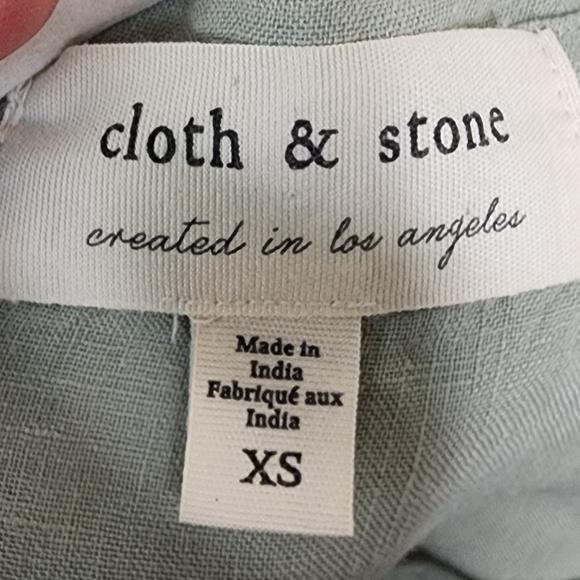 cloth & stone
created in los angeles
Made in
India
Fabriqué aux
India
XS